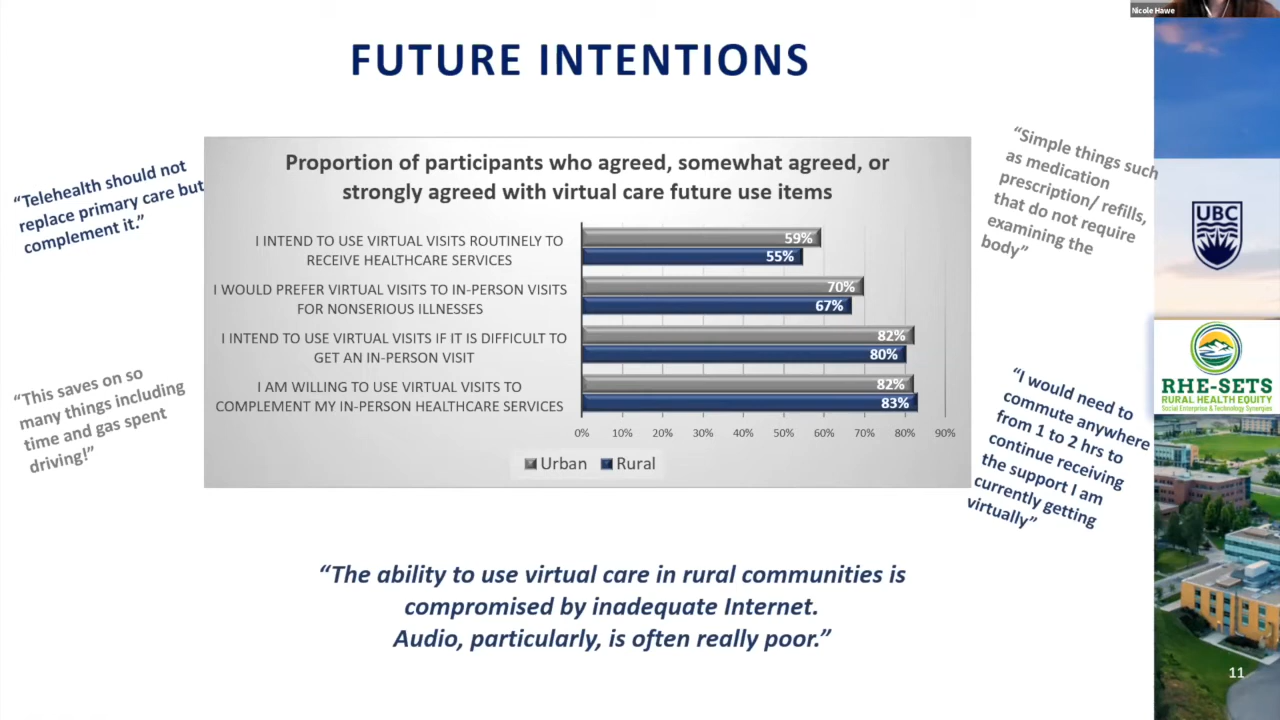 Nicole Hawe
FUTURE INTENTIONS
“Telehealth should not
replace primary care but
complement it.”
“This saves on so
many things including
time and gas spent
driving!”
Proportion of participants who agreed, somewhat agreed, or
strongly agreed with virtual care future use items
I INTEND TO USE VIRTUAL VISITS ROUTINELY TO
RECEIVE HEALTHCARE SERVICES
59%
55%
I WOULD PREFER VIRTUAL VISITS TO IN-PERSON VISITS
FOR NONSERIOUS ILLNESSES
70%
67%
I INTEND TO USE VIRTUAL VISITS IF IT IS DIFFICULT TO
GET AN IN-PERSON VISIT
82%
80%
I AM WILLING TO USE VIRTUAL VISITS TO
COMPLEMENT MY IN-PERSON HEALTHCARE SERVICES
82%
83%
0% 10% 20% 30% 40% 50% 60% 70% 80% 90%
Urban Rural
“Simple things such
as medication
prescription/ refills,
that do not require
examining the
body”
“I would need to
commute anywhere
from 1 to 2 hrs to
continue receiving
the support I am
currently getting
virtually”
“The ability to use virtual care in rural communities is
compromised by inadequate Internet.
Audio, particularly, is often really poor.”
UBC
RHE-SETS
RURAL HEALTH EQUITY
Social Enterprise & Technology Synergies
11